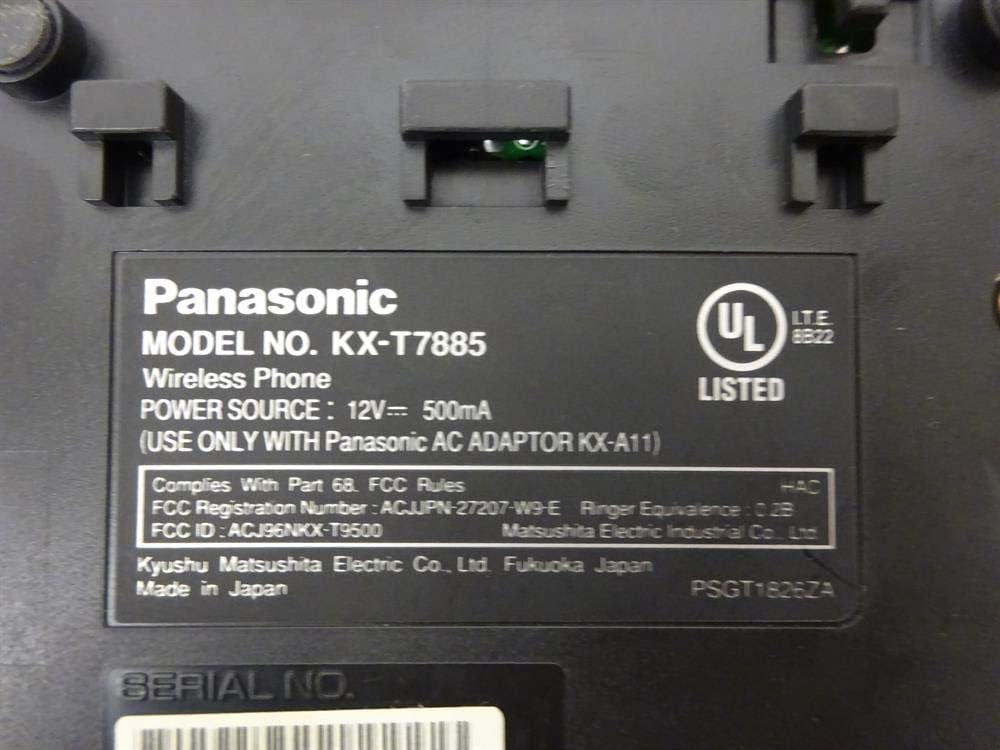 Panasonic
MODEL NO. KX-T7885
Wireless Phone
POWER SOURCE : 12V⎓ 500mA
(USE ONLY WITH Panasonic AC ADAPTOR KX-A11)
UL
I.T.E.
8B22
LISTED
Complies With Part 68. FCC Rules HAC
FCC Registration Number : ACJJPN-27207-W9-E Ringer Equivalence : 0.2B
FCC ID : ACJ96NKX-T9500 Matsushita Electric Industrial Co., Ltd.
Kyushu Matsushita Electric Co., Ltd. Fukuoka Japan
Made in Japan PSGT1826ZA
SERIAL NO.